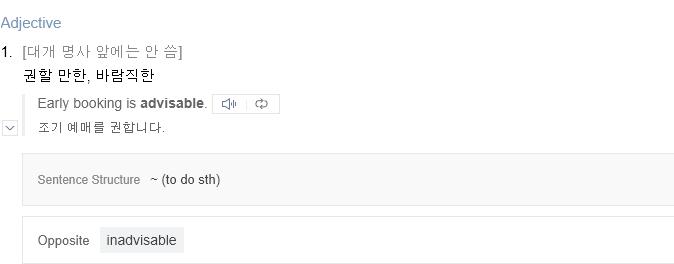 Adjective
1. [대개 명사 앞에는 안 씀]
권할 만한, 바람직한
Early booking is advisable.
조기 예매를 권합니다.
Sentence Structure ~ (to do sth)
Opposite inadvisable